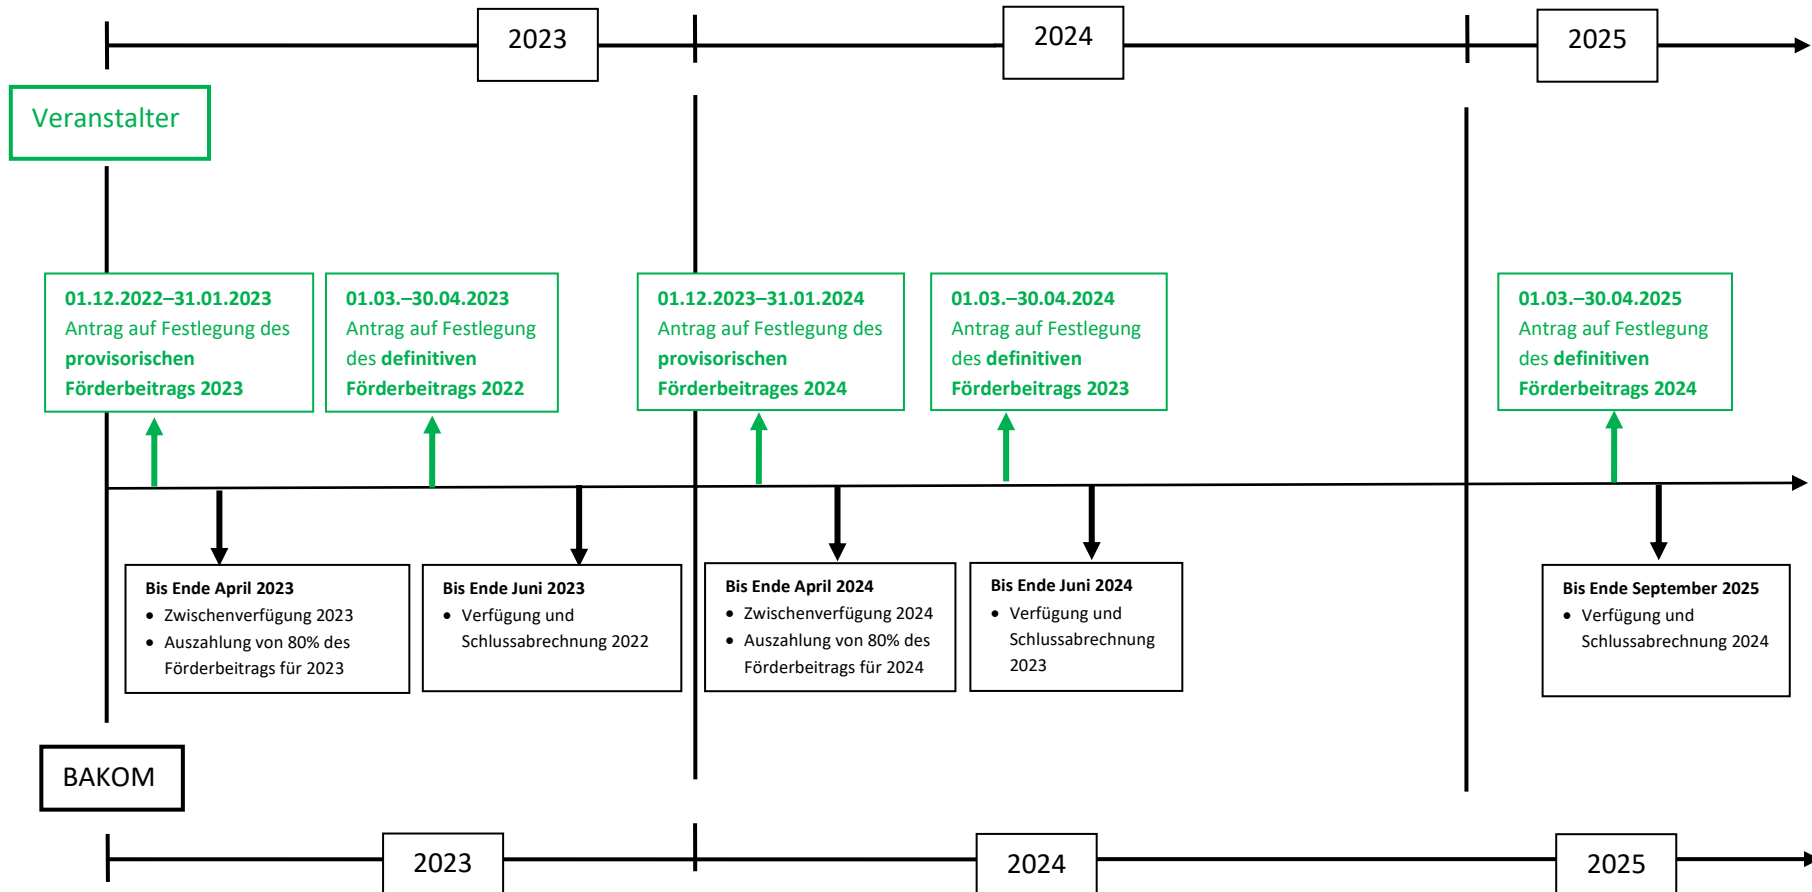 2023
2024
2025
Veranstalter
01.12.2022–31.01.2023
Antrag auf Festlegung des
provisorischen
Förderbeitrags 2023
01.03.–30.04.2023
Antrag auf Festlegung
des definitiven
Förderbeitrags 2022
01.12.2023–31.01.2024
Antrag auf Festlegung des
provisorischen
Förderbeitrages 2024
01.03.–30.04.2024
Antrag auf Festlegung
des definitiven
Förderbeitrags 2023
01.03.–30.04.2025
Antrag auf Festlegung
des definitiven
Förderbeitrags 2024
Bis Ende April 2023
• Zwischenverfügung 2023
• Auszahlung von 80% des
Förderbeitrags für 2023
Bis Ende Juni 2023
• Verfügung und
Schlussabrechnung 2022
Bis Ende April 2024
• Zwischenverfügung 2024
• Auszahlung von 80% des
Förderbeitrags für 2024
Bis Ende Juni 2024
• Verfügung und
Schlussabrechnung
2023
Bis Ende September 2025
• Verfügung und
Schlussabrechnung 2024
BAKOM
2023
2024
2025